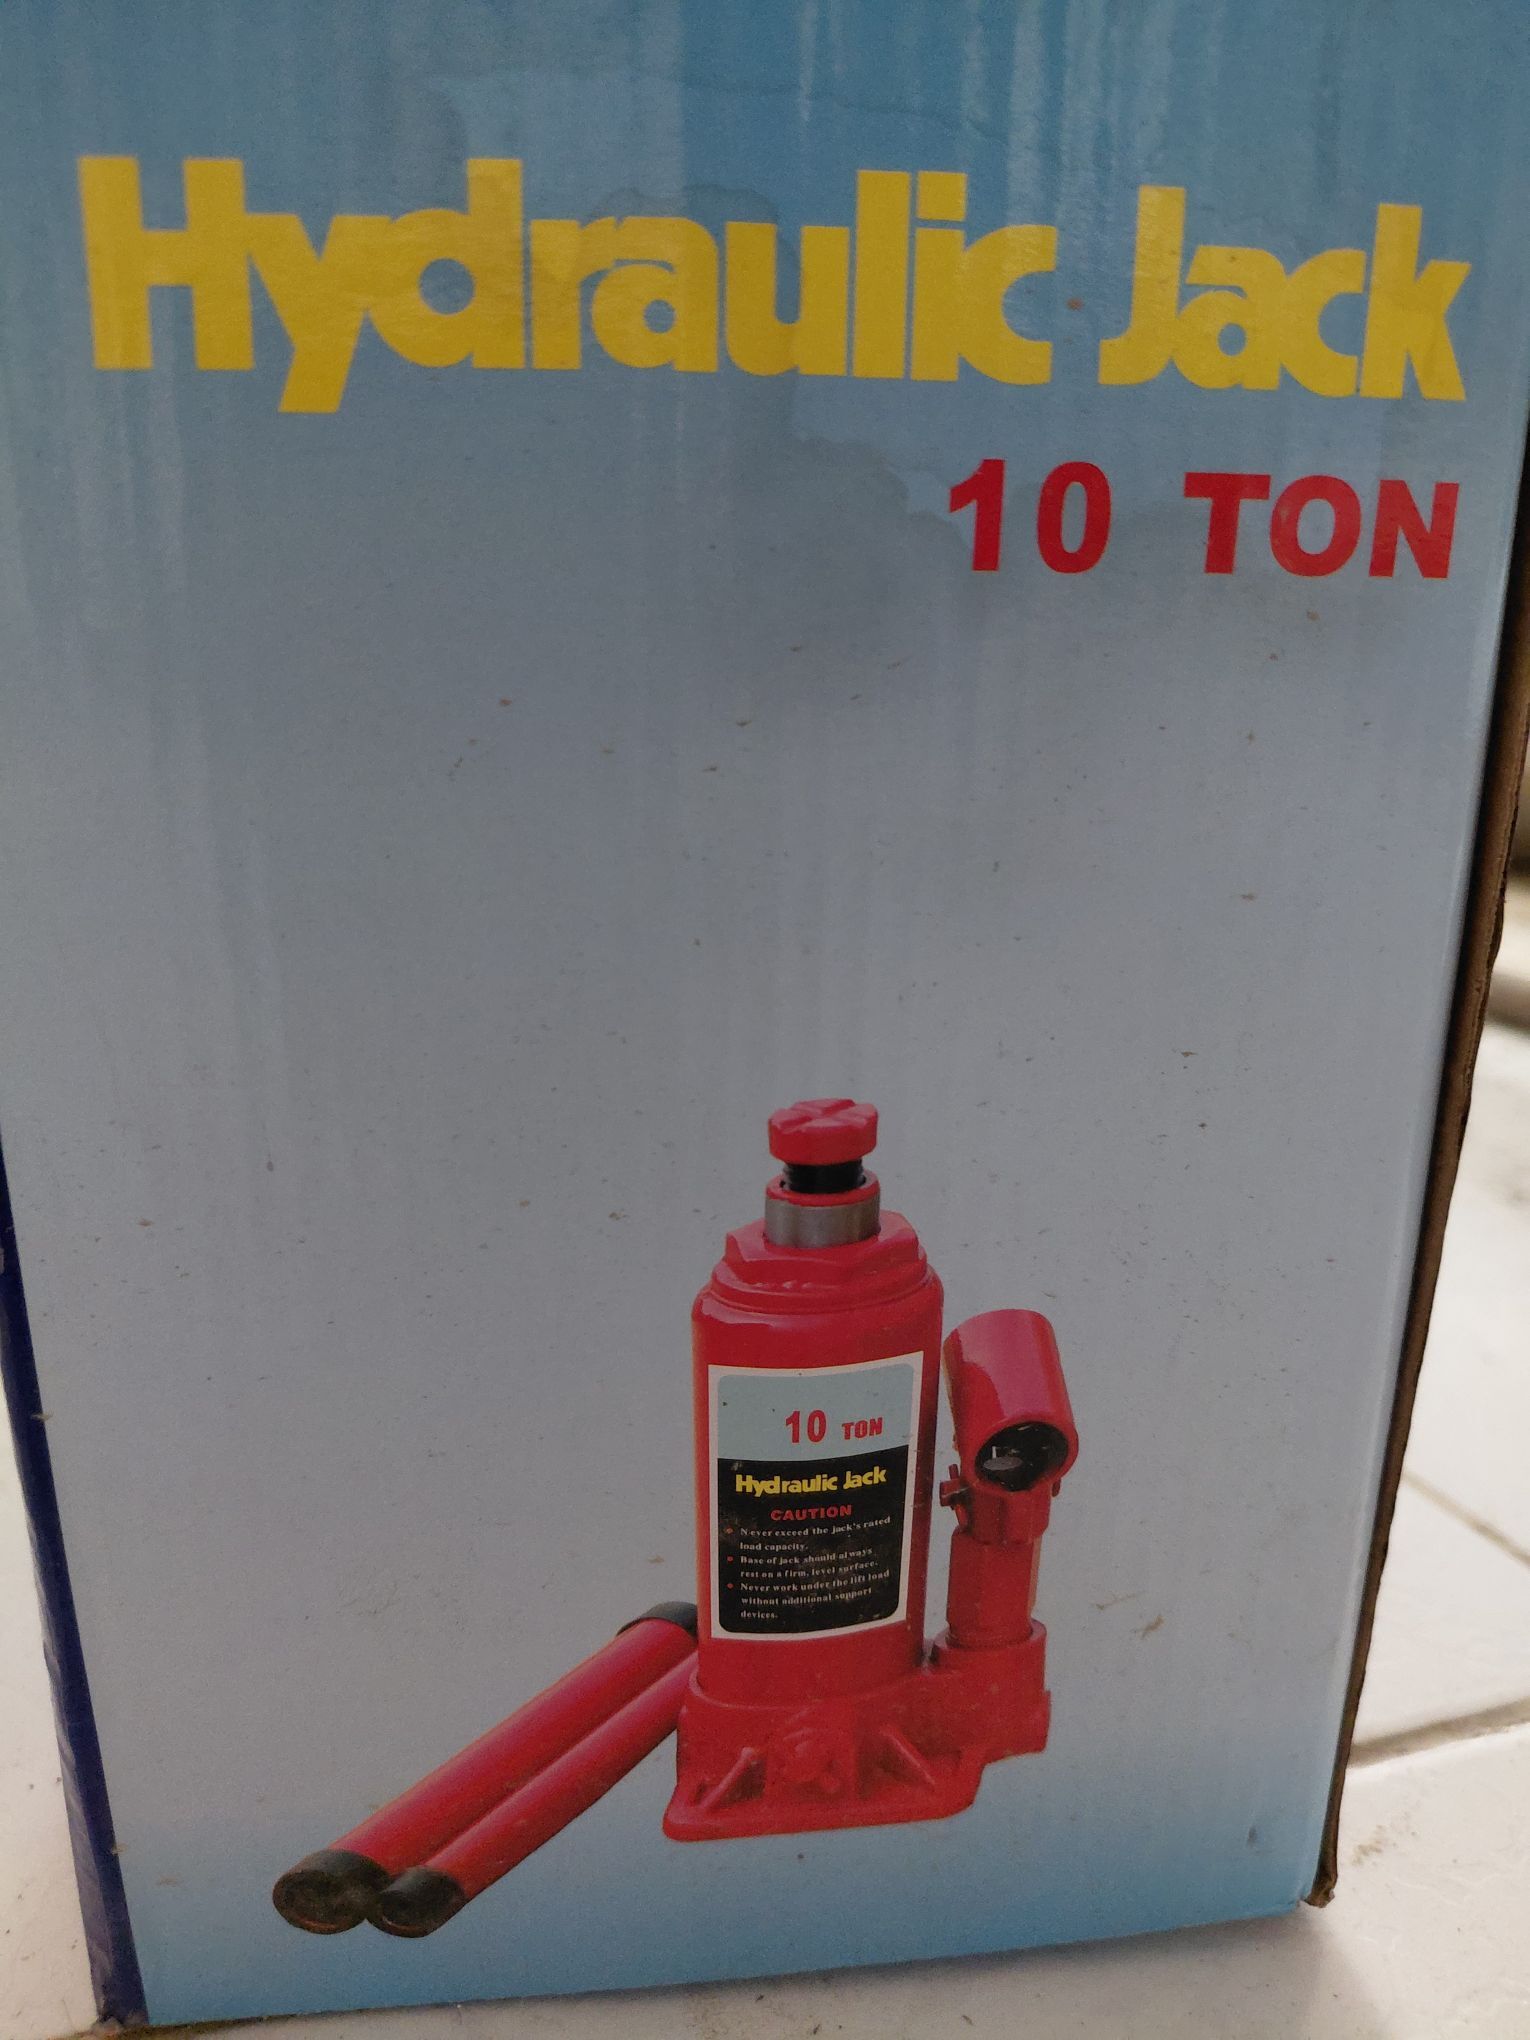 Hydraulic Jack
10 TON
10 TON
Hydraulic Jack
CAUTION
• Never exceed the jack's rated
load capacity.
• Base of jack should always
rest on a firm, level surface.
• Never work under the lift load
without additional support
devices.